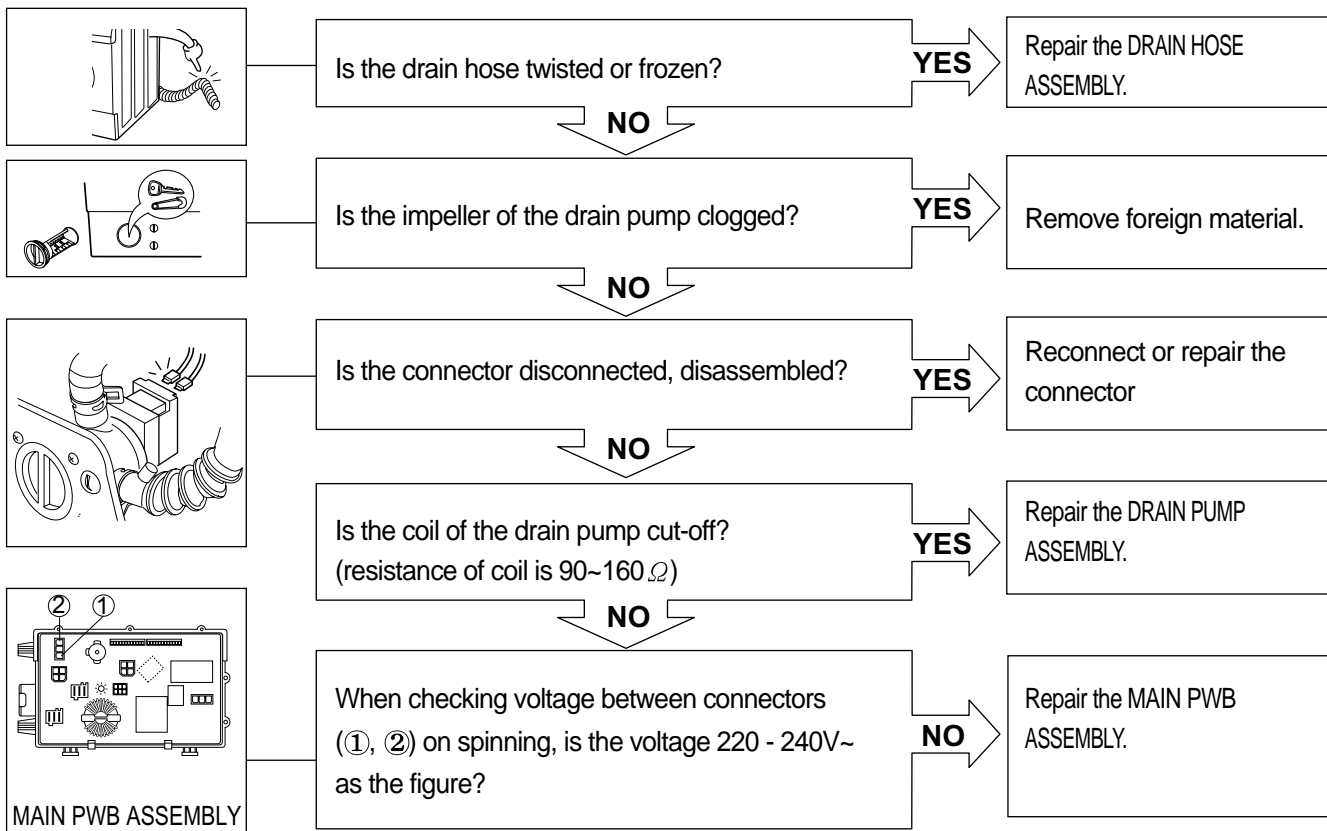 Is the drain hose twisted or frozen?
YES
Repair the DRAIN HOSE
ASSEMBLY.
NO
Is the impeller of the drain pump clogged?
YES
Remove foreign material.
NO
Is the connector disconnected, disassembled?
YES
Reconnect or repair the
connector
NO
Is the coil of the drain pump cut-off?
(resistance of coil is 90~160 Ω)
YES
Repair the DRAIN PUMP
ASSEMBLY.
NO
② ①
MAIN PWB ASSEMBLY
When checking voltage between connectors
(①, ②) on spinning, is the voltage 220 - 240V~
as the figure?
NO
Repair the MAIN PWB
ASSEMBLY.